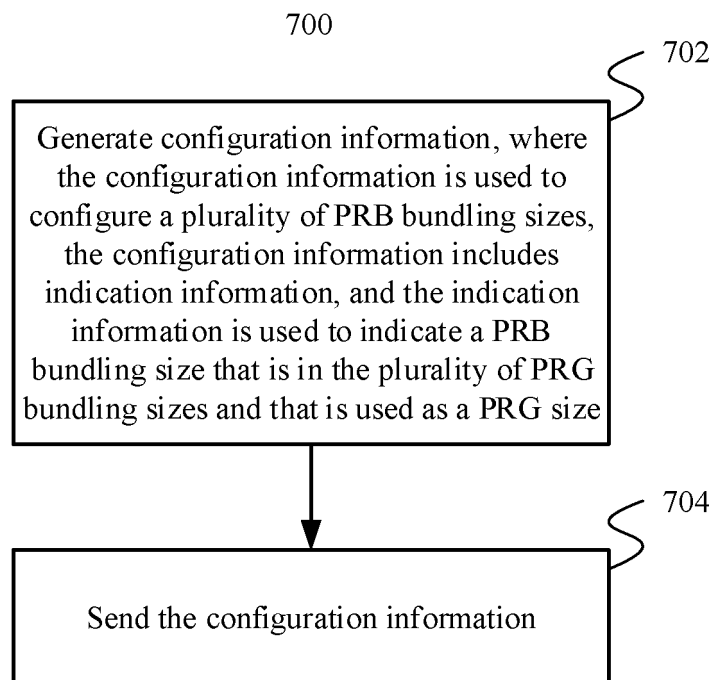 700
702
Generate configuration information, where
the configuration information is used to
configure a plurality of PRB bundling sizes,
the configuration information includes
indication information, and the indication
information is used to indicate a PRB
bundling size that is in the plurality of PRG
bundling sizes and that is used as a PRG size
704
Send the configuration information